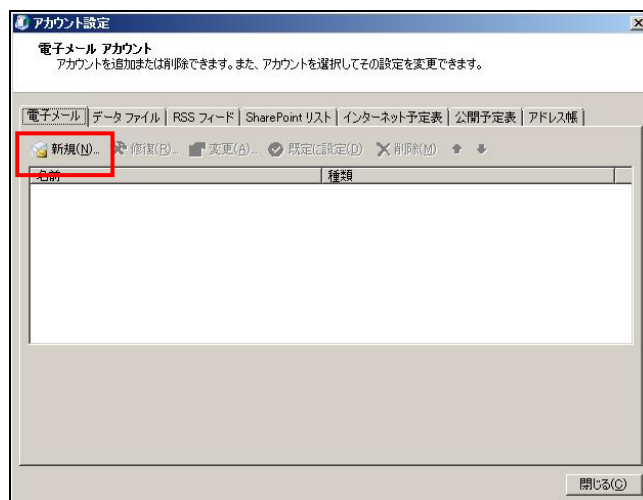 アカウント設定
電子メール アカウント
アカウントを追加または削除できます。また、アカウントを選択してその設定を変更できます。
電子メール データ ファイル RSS フィード SharePoint リスト インターネット予定表 公開予定表 アドレス帳
新規(N)... 修復(R)... 変更(A)... 既定に設定(D) 削除(M)
名前 種類
閉じる(C)